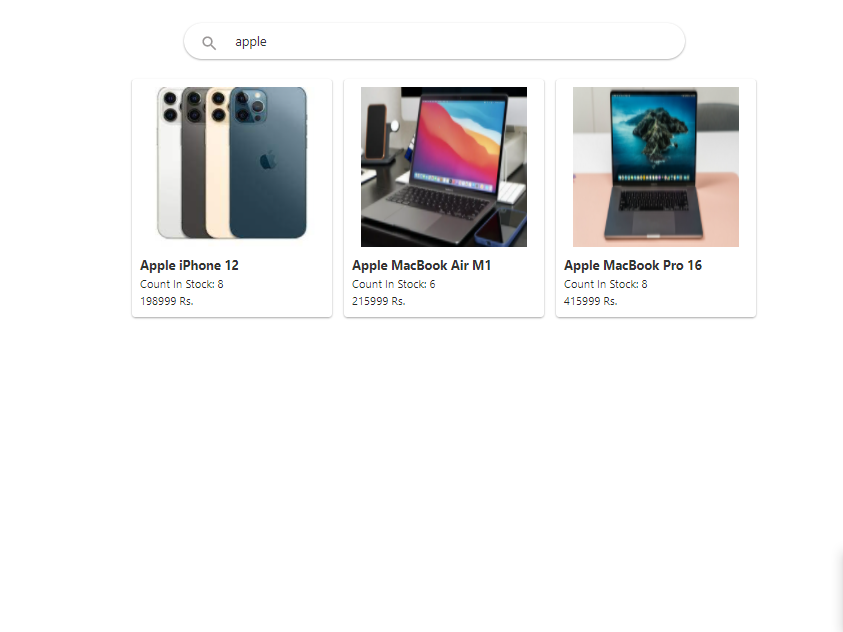 apple
Apple iPhone 12
Count In Stock: 8
198999 Rs.
Apple MacBook Air M1
Count In Stock: 6
215999 Rs.
Apple MacBook Pro 16
Count In Stock: 8
415999 Rs.